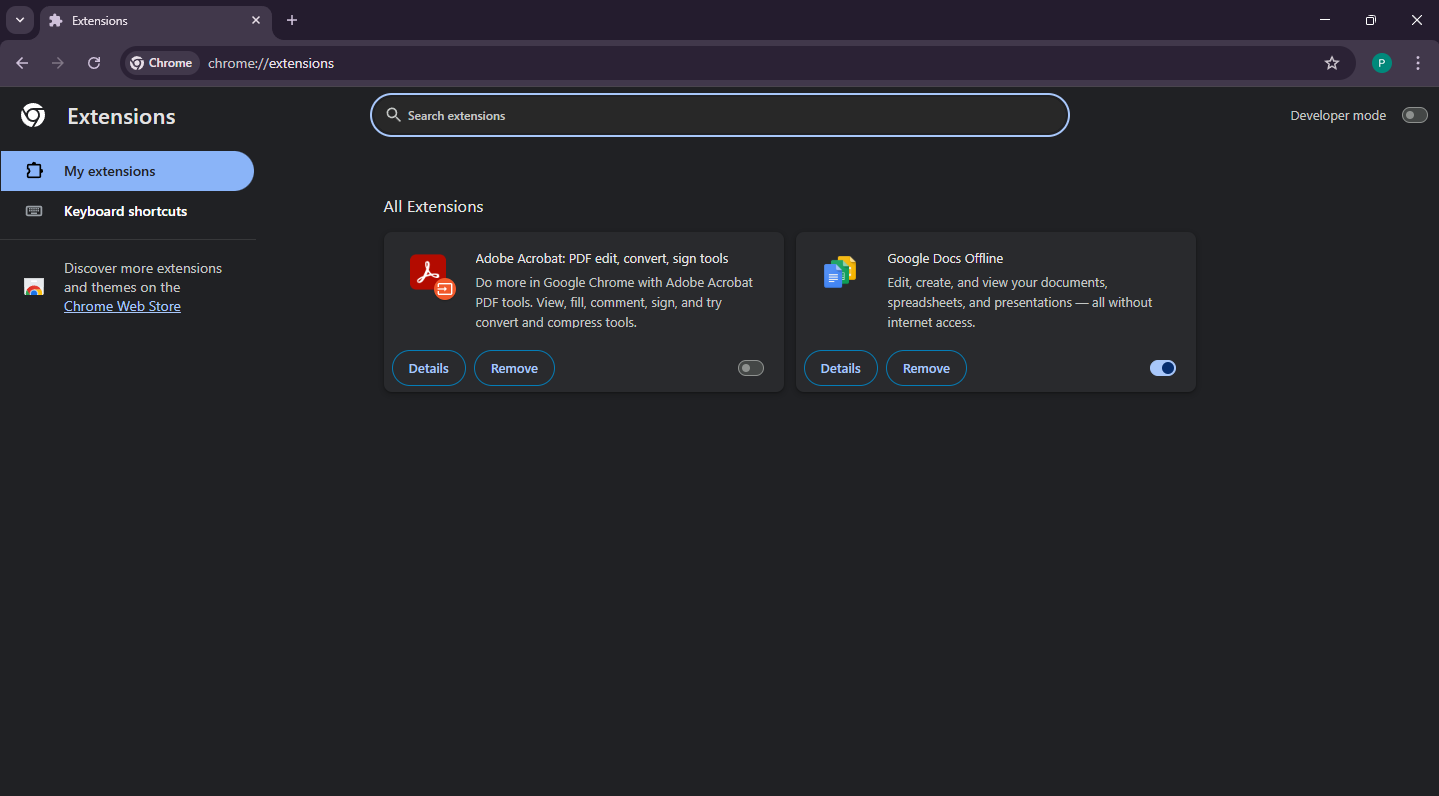 Extensions
Chrome
chrome://extensions
P
Extensions
Search extensions
Developer mode
My extensions
Keyboard shortcuts
Discover more extensions
and themes on the
Chrome Web Store
All Extensions
Adobe Acrobat: PDF edit, convert, sign tools
Do more in Google Chrome with Adobe Acrobat
PDF tools. View, fill, comment, sign, and try
convert and compress tools.
Details
Remove
Google Docs Offline
Edit, create, and view your documents,
spreadsheets, and presentations — all without
internet access.
Details
Remove